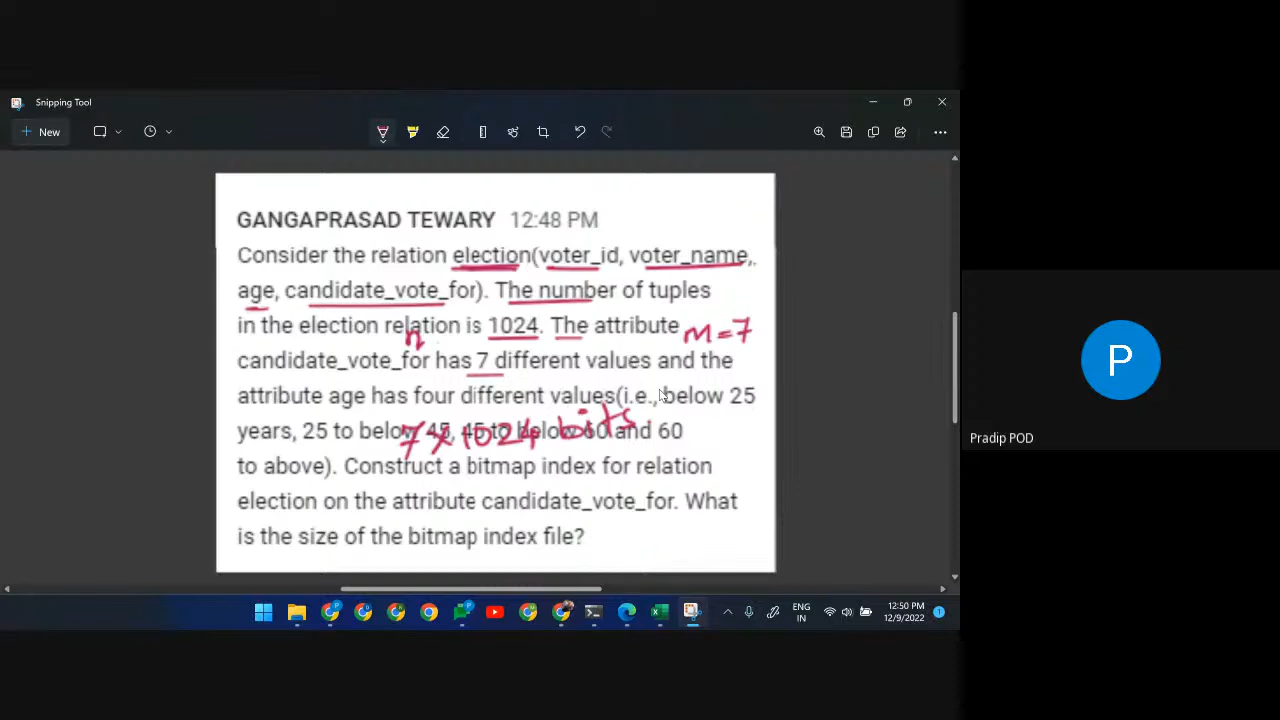 Snipping Tool
New
GANGAPRASAD TEWARY 12:48 PM
Consider the relation election(voter_id, voter_name,
age, candidate_vote_for). The number of tuples
in the election relation is 1024. The attribute
n
m=7
candidate_vote_for has 7 different values and the
attribute age has four different values(i.e., below 25
years, 25 to below 45, 45 to below 60 and 60
7×1024 bits.
to above). Construct a bitmap index for relation
election on the attribute candidate_vote_for. What
is the size of the bitmap index file?
P
Pradip POD
ENG
IN
12:50 PM
12/9/2022